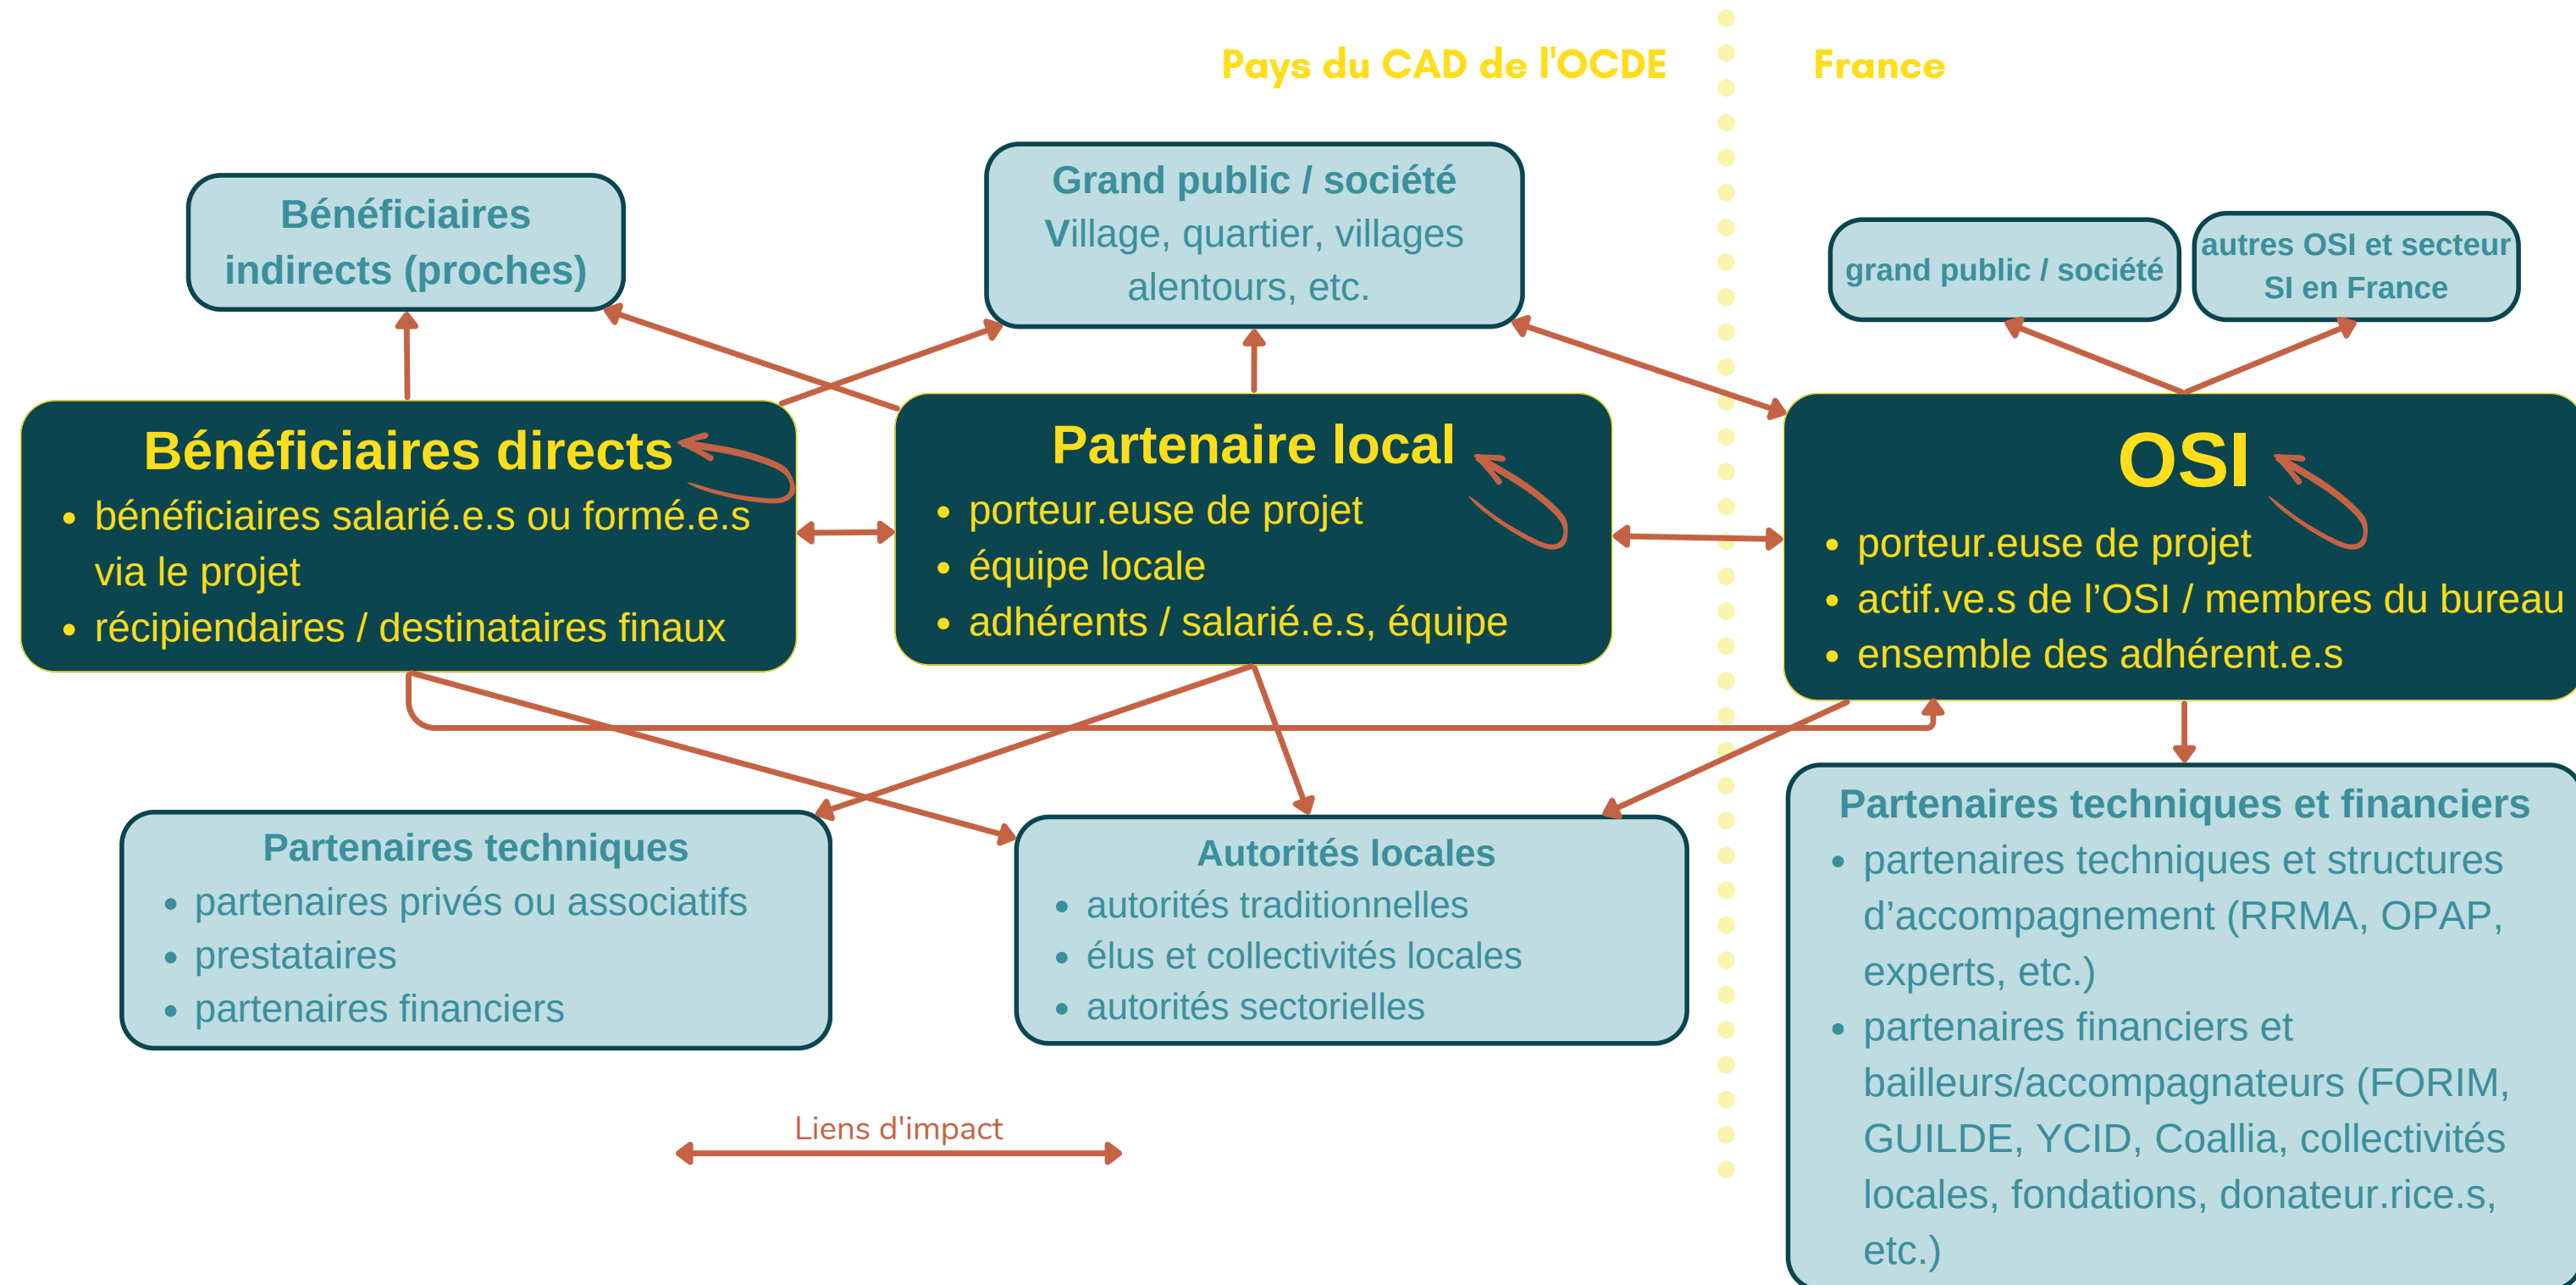 Pays du CAD de l'OCDE
France
Bénéficiaires
indirects (proches)
Grand public / société
Village, quartier, villages
alentours, etc.
grand public / société
autres OSI et secteur
SI en France
Bénéficiaires directs
• bénéficiaires salarié.e.s ou formé.e.s
via le projet
• récipiendaires / destinataires finaux
Partenaire local
• porteur.euse de projet
• équipe locale
• adhérents / salarié.e.s, équipe
OSI
• porteur.euse de projet
• actif.ve.s de l’OSI / membres du bureau
• ensemble des adhérent.e.s
Partenaires techniques
• partenaires privés ou associatifs
• prestataires
• partenaires financiers
Autorités locales
• autorités traditionnelles
• élus et collectivités locales
• autorités sectorielles
Partenaires techniques et financiers
• partenaires techniques et structures
d’accompagnement (RRMA, OPAP,
experts, etc.)
• partenaires financiers et
bailleurs/accompagnateurs (FORIM,
GUILDE, YCID, Coallia, collectivités
locales, fondations, donateur.rice.s,
etc.)
Liens d'impact